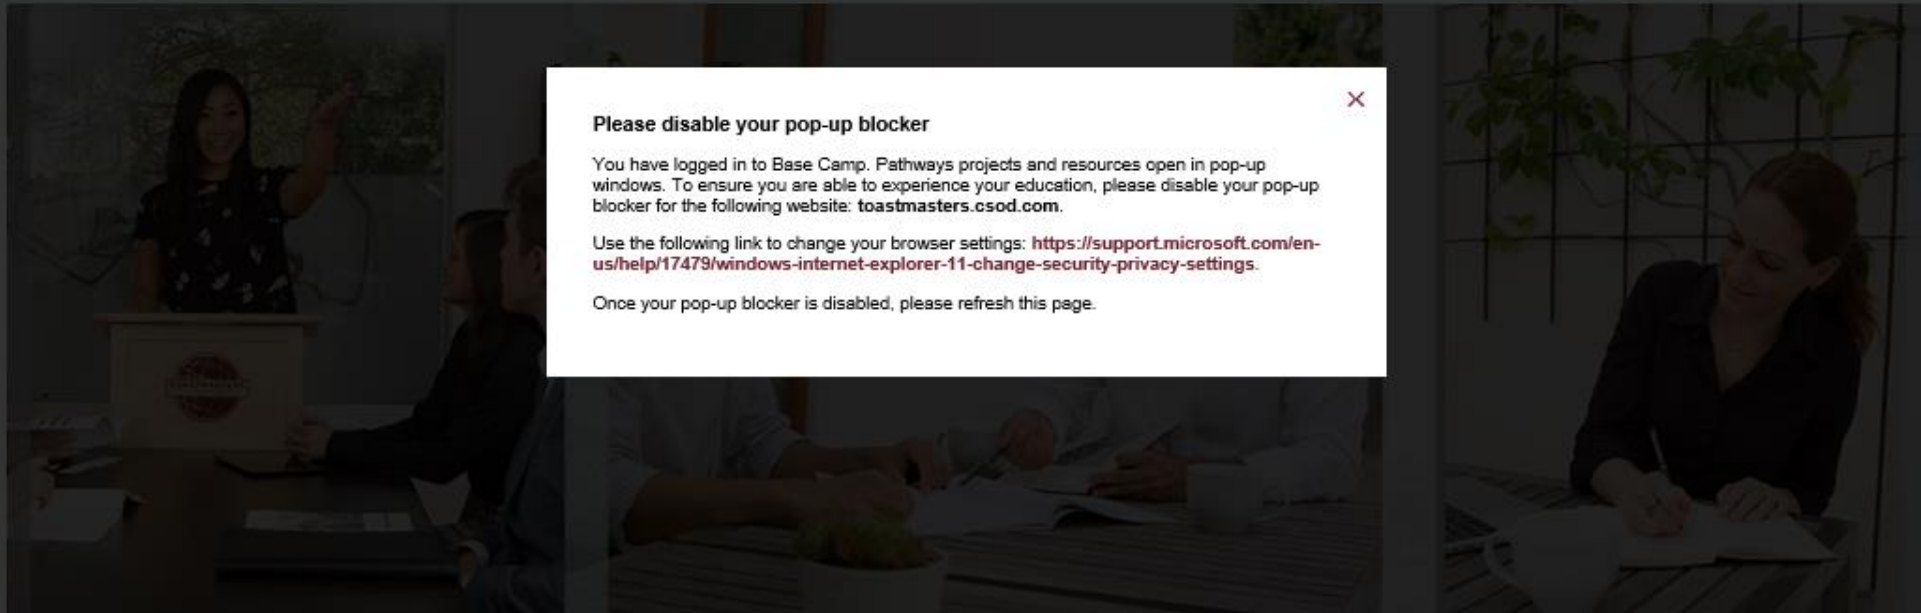 Please disable your pop-up blocker
You have logged in to Base Camp. Pathways projects and resources open in pop-up
windows. To ensure you are able to experience your education, please disable your pop-up
blocker for the following website: toastmasters.csod.com.
Use the following link to change your browser settings: https://support.microsoft.com/en-
us/help/17479/windows-internet-explorer-11-change-security-privacy-settings.
Once your pop-up blocker is disabled, please refresh this page.